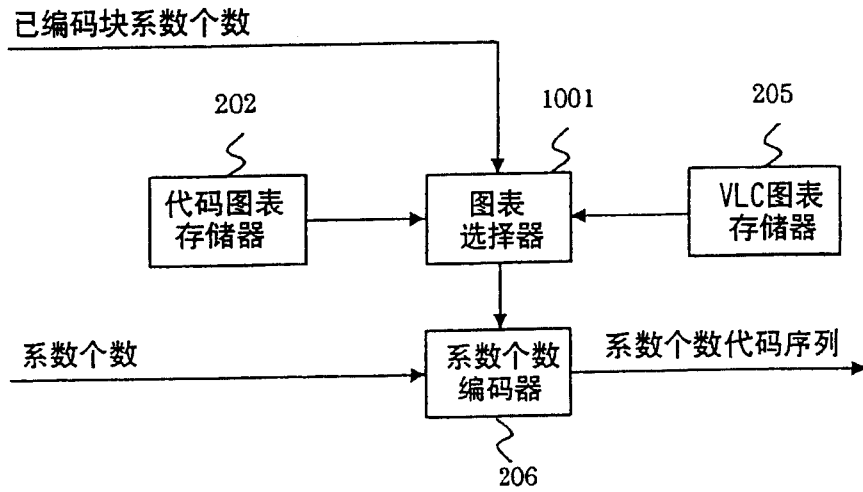 已编码块系数个数
202
1001
205
代码图表
存储器
图表
选择器
VLC图表
存储器
系数个数
系数个数
编码器
系数个数代码序列
206